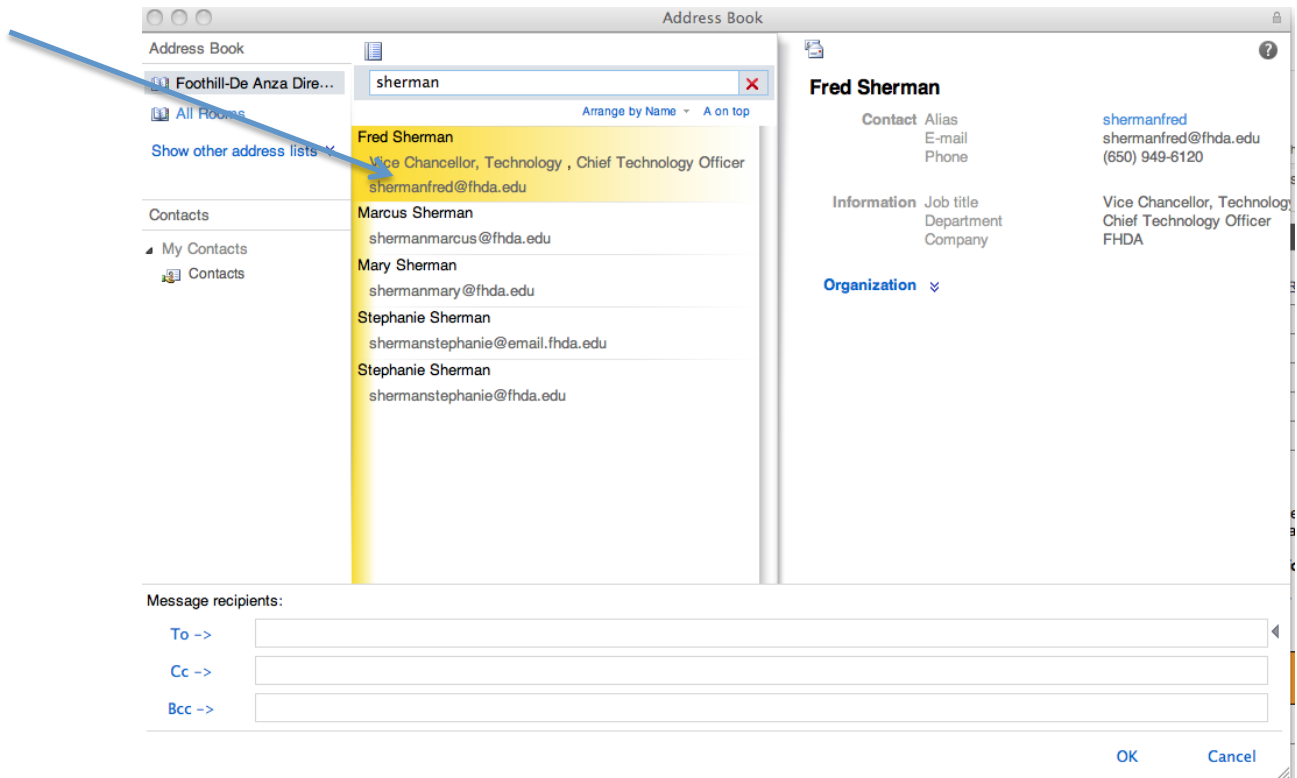 Address Book
Address Book
Foothill-De Anza Dire...
All Rooms
Show other address lists
Contacts
My Contacts
Contacts
sherman
Arrange by Name A on top
Fred Sherman
Vice Chancellor, Technology , Chief Technology Officer
shermanfred@fhda.edu
Marcus Sherman
shermanmarcus@fhda.edu
Mary Sherman
shermanmary@fhda.edu
Stephanie Sherman
shermanstephanie@email.fhda.edu
Stephanie Sherman
shermanstephanie@fhda.edu
?
Fred Sherman
Contact Alias shermanfred
E-mail shermanfred@fhda.edu
Phone (650) 949-6120
Information Job title Vice Chancellor, Technology
Department Chief Technology Officer
Company FHDA
Organization
Message recipients:
To ->
Cc ->
Bcc ->
OK Cancel